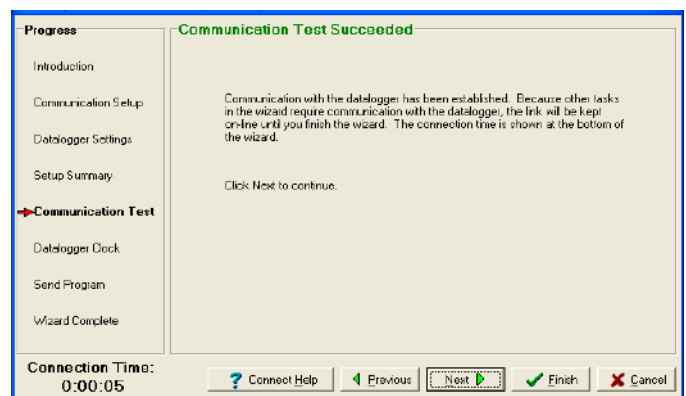 Progress
Introduction
Communication Setup
Datalogger Settings
Setup Summary
Communication Test
Datalogger Clock
Send Program
Wizard Complete
Communication Test Succeeded
Communication with the datalogger has been established. Because other tasks
in the wizard require communication with the datalogger, the link will be kept
on-line until you finish the wizard. The connection time is shown at the bottom of
the wizard.
Click Next to continue.
Connection Time:
0:00:05
? Connect Help
Previous
Next
Finish
Cancel